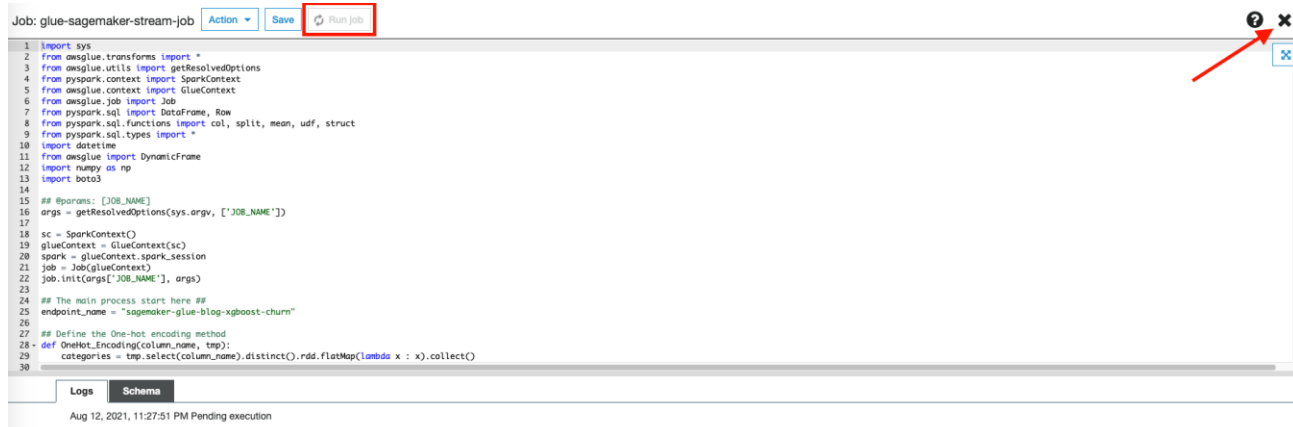 Job: glue-sagemaker-stream-job Action Save Run job
1 import sys
2 from awsglue.transforms import *
3 from awsglue.utils import getResolvedOptions
4 from pyspark.context import SparkContext
5 from awsglue.context import GlueContext
6 from awsglue.job import Job
7 from pyspark.sql import DataFrame, Row
8 from pyspark.sql.functions import col, split, mean, udf, struct
9 from pyspark.sql.types import *
10 import datetime
11 from awsglue import DynamicFrame
12 import numpy as np
13 import boto3
14
15 ## @params: [JOB_NAME]
16 args = getResolvedOptions(sys.argv, ['JOB_NAME'])
17
18 sc = SparkContext()
19 glueContext = GlueContext(sc)
20 spark = glueContext.spark_session
21 job = Job(glueContext)
22 job.init(args['JOB_NAME'], args)
23
24 ## The main process start here ##
25 endpoint_name = "sagemaker-glue-blog-xgboost-churn"
26
27 ## Define the One-hot encoding method
28 def OneHot_Encoding(column_name, tmp):
29 categories = tmp.select(column_name).distinct().rdd.flatMap(lambda x : x).collect()
30
Logs Schema
Aug 12, 2021, 11:27:51 PM Pending execution